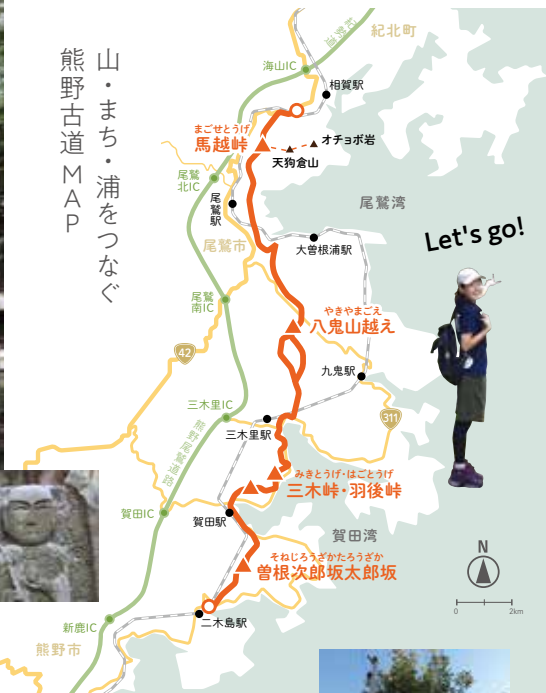 山・まち・浦をつなぐ
熊野古道MAP
紀北町
紀勢道
海山IC
相賀駅
まごせとうげ
馬越峠
オチョボ岩
天狗倉山
尾鷲
北IC
尾鷲駅
尾鷲湾
尾鷲市
大曽根浦駅
Let's go!
尾鷲
南IC
やきやまごえ
八鬼山越え
42
九鬼駅
三木里IC
311
三木里駅
熊野尾鷲道路
みきとうげ・はごとうげ
三木峠・羽後峠
賀田IC
賀田駅
賀田湾
そねじろうざかたろうざか
曽根次郎坂太郎坂
N
0 2km
二木島駅
新鹿IC
熊野市